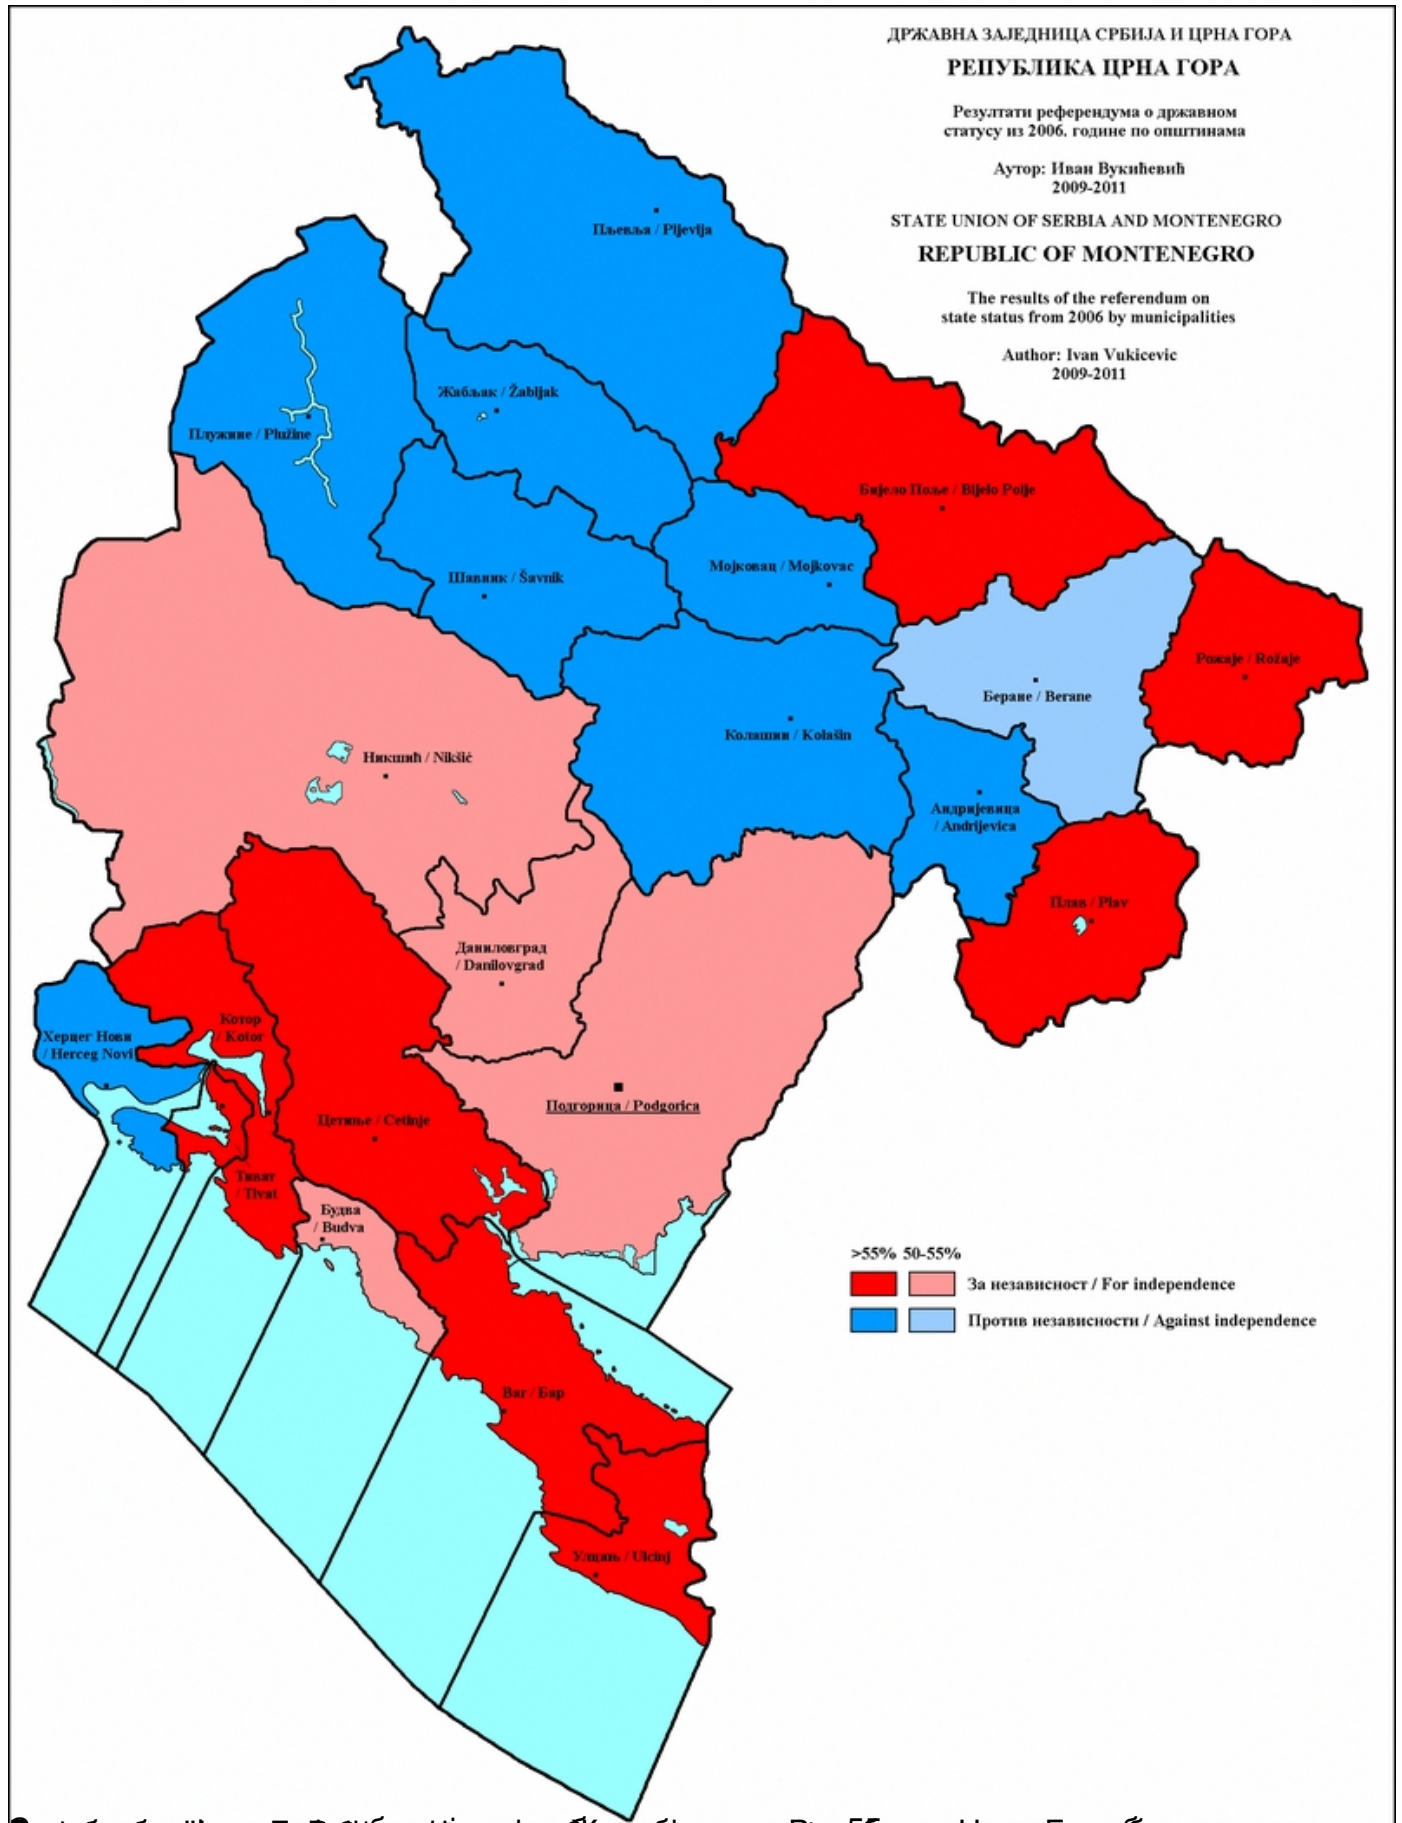 ДРЖАВНА ЗАЈЕДНИЦА СРБИЈА И ЦРНА ГОРА
РЕПУБЛИКА ЦРНА ГОРА
Резултати референдума о државном
статусу из 2006. године по општинама
Аутор: Иван Вукићевић
2009-2011
STATE UNION OF SERBIA AND MONTENEGRO
REPUBLIC OF MONTENEGRO
The results of the referendum on
state status from 2006 by municipalities
Author: Ivan Vukicevic
2009-2011
Пљевља / Pljevlja
Жабљак / Žabljak
Плужине / Plužine
Бијело Поље / Bijelo Polje
Мојковац / Mojkovac
Шавник / Šavnik
Рожаје / Rožaje
Беране / Berane
Колашин / Kolašin
Никшић / Nikšić
Андријевица
/ Andrijevica
Плав / Plav
Даниловград
/ Danilovgrad
Котор
/ Kotor
Херцег Нови
/ Herceg Novi
Подгорица / Podgorica
Цетиње / Cetinje
Тиват
/ Tivat
Будва
/ Budva
>55% 50-55%
За независност / For independence
Против независности / Against independence
Bar / Бар
Улцињ / Ulcinj